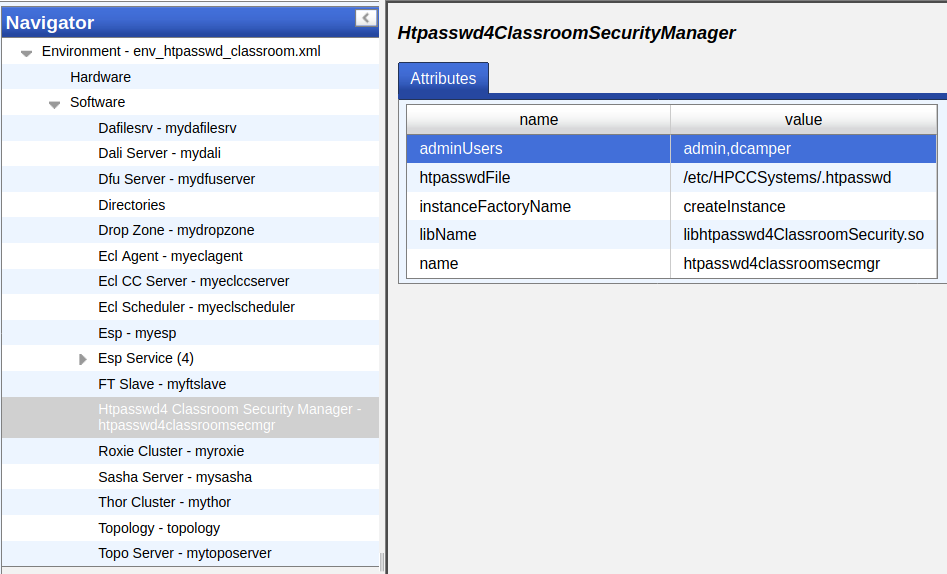 Navigator
Environment - env_htpasswd_classroom.xml
Hardware
Software
Dafilesrv - mydafilesrv
Dali Server - mydali
Dfu Server - mydfuserver
Directories
Drop Zone - mydropzone
Ecl Agent - myeclagent
Ecl CC Server - myeclccserver
Ecl Scheduler - myeclscheduler
Esp - myesp
Esp Service (4)
FT Slave - myftslave
Htpasswd4 Classroom Security Manager -
htpasswd4classroomsecmgr
Roxie Cluster - myroxie
Sasha Server - mysasha
Thor Cluster - mythor
Topology - topology
Topo Server - mytoposerver
Htpasswd4ClassroomSecurityManager
Attributes
name value
adminUsers admin,dcamper
htpasswdFile /etc/HPCCSystems/.htpasswd
instanceFactoryName createInstance
libName libhtpasswd4ClassroomSecurity.so
name htpasswd4classroomsecmgr